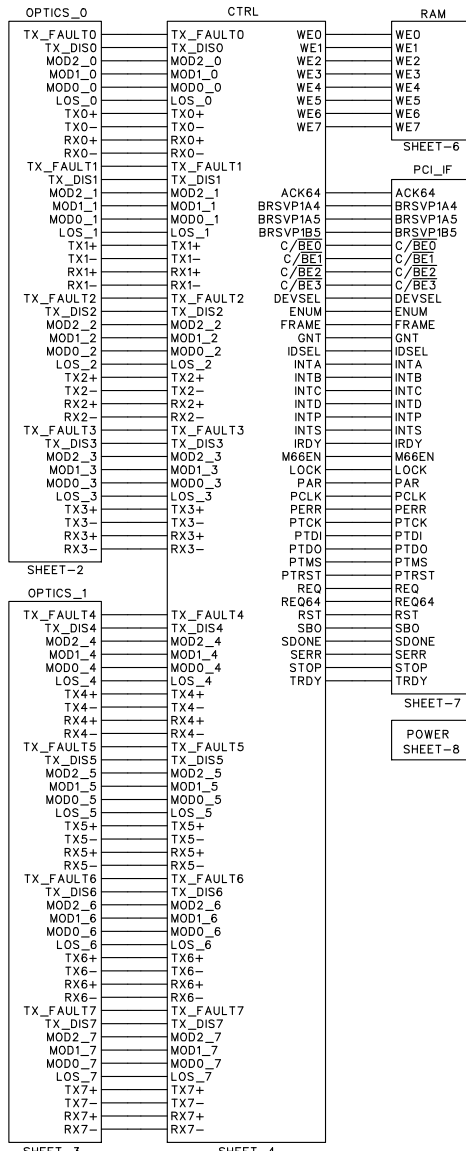 OPTICS_0
TX_FAULT0
TX_DIS0
MOD2_0
MOD1_0
MOD0_0
LOS_0
TX0+
TX0-
RX0+
RX0-
TX_FAULT1
TX_DIS1
MOD2_1
MOD1_1
MOD0_1
LOS_1
TX1+
TX1-
RX1+
RX1-
TX_FAULT2
TX_DIS2
MOD2_2
MOD1_2
MOD0_2
LOS_2
TX2+
TX2-
RX2+
RX2-
TX_FAULT3
TX_DIS3
MOD2_3
MOD1_3
MOD0_3
LOS_3
TX3+
TX3-
RX3+
RX3-
SHEET-2
OPTICS_1
TX_FAULT4
TX_DIS4
MOD2_4
MOD1_4
MOD0_4
LOS_4
TX4+
TX4-
RX4+
RX4-
TX_FAULT5
TX_DIS5
MOD2_5
MOD1_5
MOD0_5
LOS_5
TX5+
TX5-
RX5+
RX5-
TX_FAULT6
TX_DIS6
MOD2_6
MOD1_6
MOD0_6
LOS_6
TX6+
TX6-
RX6+
RX6-
TX_FAULT7
TX_DIS7
MOD2_7
MOD1_7
MOD0_7
LOS_7
TX7+
TX7-
RX7+
RX7-
SHEET-3
CTRL
TX_FAULT0
TX_DIS0
MOD2_0
MOD1_0
MOD0_0
LOS_0
TX0+
TX0-
RX0+
RX0-
TX_FAULT1
TX_DIS1
MOD2_1
MOD1_1
MOD0_1
LOS_1
TX1+
TX1-
RX1+
RX1-
TX_FAULT2
TX_DIS2
MOD2_2
MOD1_2
MOD0_2
LOS_2
TX2+
TX2-
RX2+
RX2-
TX_FAULT3
TX_DIS3
MOD2_3
MOD1_3
MOD0_3
LOS_3
TX3+
TX3-
RX3+
RX3-
TX_FAULT4
TX_DIS4
MOD2_4
MOD1_4
MOD0_4
LOS_4
TX4+
TX4-
RX4+
RX4-
TX_FAULT5
TX_DIS5
MOD2_5
MOD1_5
MOD0_5
LOS_5
TX5+
TX5-
RX5+
RX5-
TX_FAULT6
TX_DIS6
MOD2_6
MOD1_6
MOD0_6
LOS_6
TX6+
TX6-
RX6+
RX6-
TX_FAULT7
TX_DIS7
MOD2_7
MOD1_7
MOD0_7
LOS_7
TX7+
TX7-
RX7+
RX7-
WE0
WE1
WE2
WE3
WE4
WE5
WE6
WE7
ACK64
BRSVP1A4
BRSVP1A5
BRSVP1B5
C/BE0
C/BE1
C/BE2
C/BE3
DEVSEL
ENUM
FRAME
GNT
IDSEL
INTA
INTB
INTC
INTD
INTP
INTS
IRDY
M66EN
LOCK
PAR
PCLK
PERR
PTCK
PTDI
PTDO
PTMS
PTRST
REQ
REQ64
RST
SBO
SDONE
SERR
STOP
TRDY
SHEET-4
RAM
WE0
WE1
WE2
WE3
WE4
WE5
WE6
WE7
SHEET-6
PCI_IF
ACK64
BRSVP1A4
BRSVP1A5
BRSVP1B5
C/BE0
C/BE1
C/BE2
C/BE3
DEVSEL
ENUM
FRAME
GNT
IDSEL
INTA
INTB
INTC
INTD
INTP
INTS
IRDY
M66EN
LOCK
PAR
PCLK
PERR
PTCK
PTDI
PTDO
PTMS
PTRST
REQ
REQ64
RST
SBO
SDONE
SERR
STOP
TRDY
SHEET-7
POWER
SHEET-8